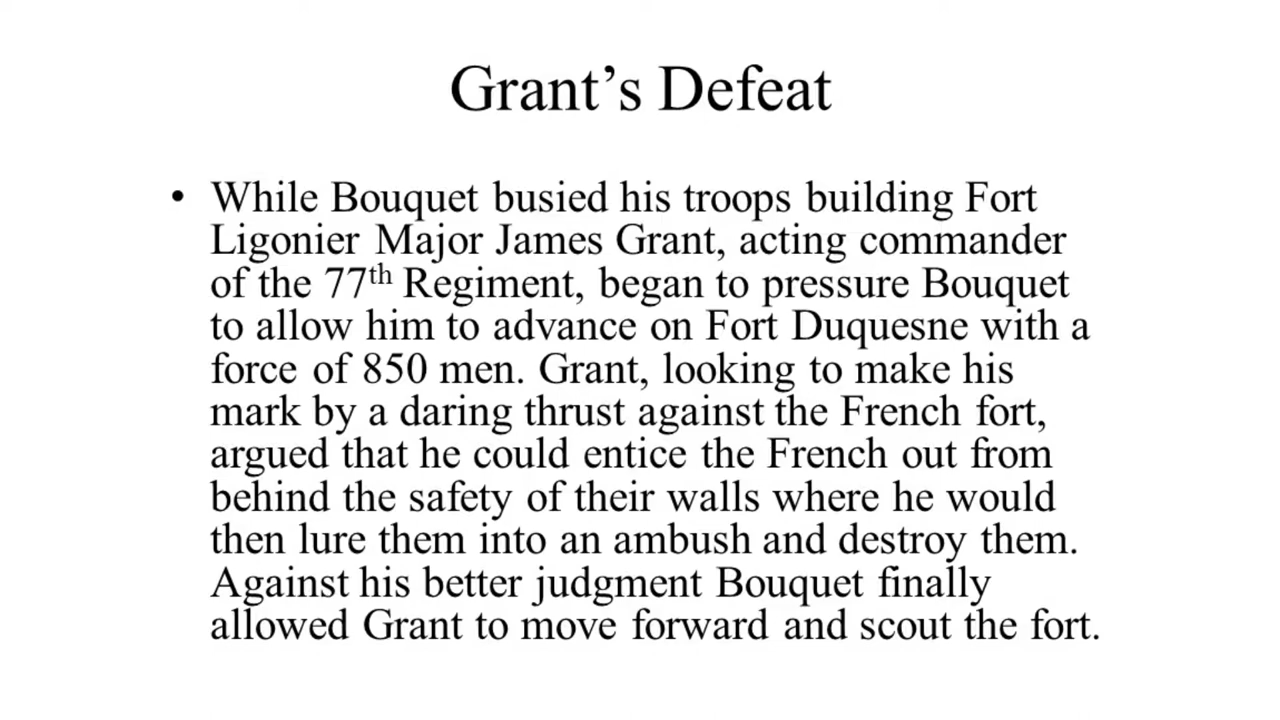 Grant’s Defeat
• While Bouquet busied his troops building Fort
Ligonier Major James Grant, acting commander
of the 77th Regiment, began to pressure Bouquet
to allow him to advance on Fort Duquesne with a
force of 850 men. Grant, looking to make his
mark by a daring thrust against the French fort,
argued that he could entice the French out from
behind the safety of their walls where he would
then lure them into an ambush and destroy them.
Against his better judgment Bouquet finally
allowed Grant to move forward and scout the fort.